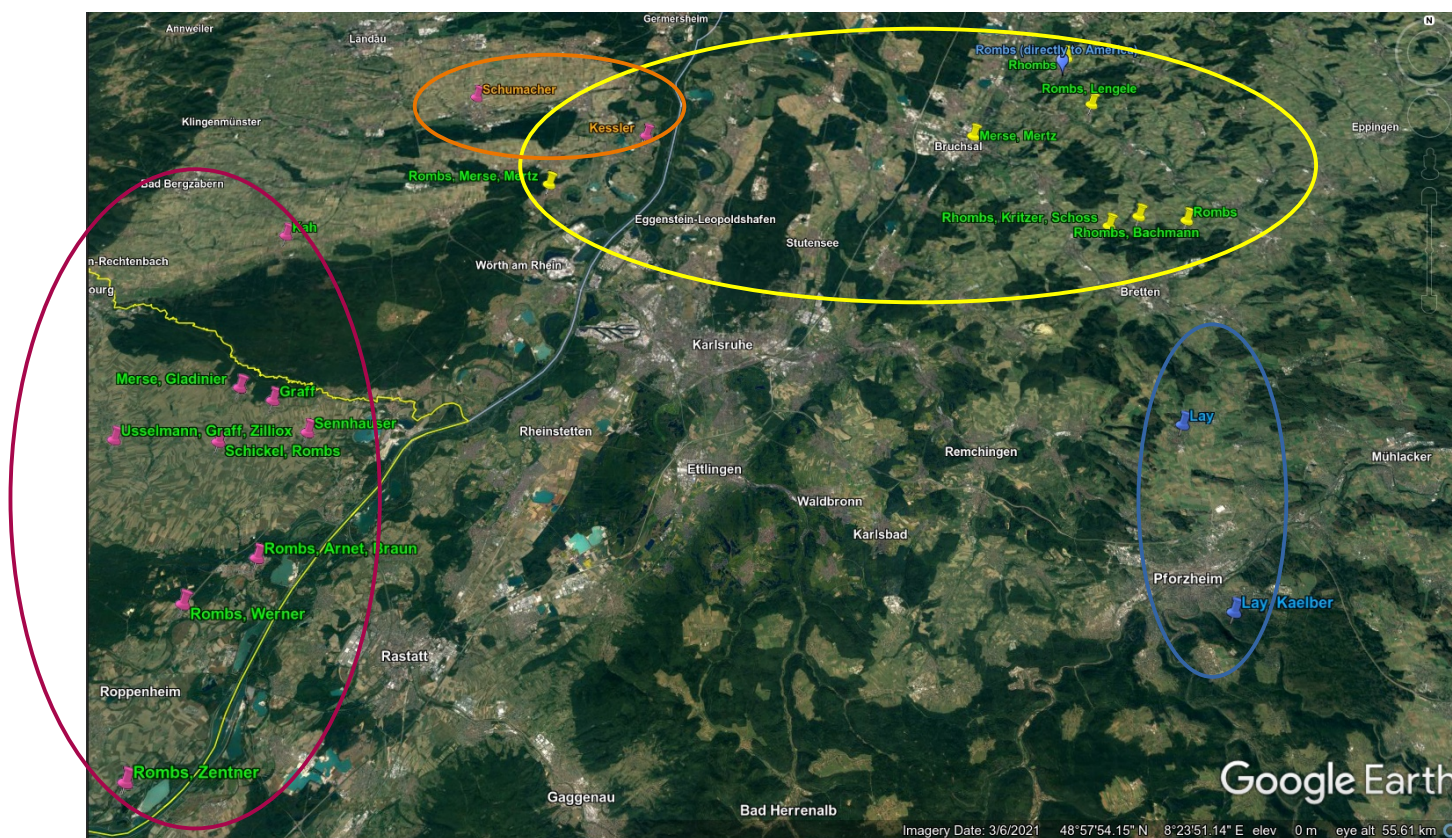 Germersheim
Annweiler
Landau
Rombs (directly to America)
Rhombs
Schumacher
Rombs, Lengele
Klingenmünster
Kessler
Eppingen
Merse, Mertz
Bruchsal
Rombs, Merse, Mertz
Bad Bergzabern
Rombs
Rhombs, Kritzer, Schoss
Eggenstein-Leopoldshafen
Kah
Rhombs, Bachmann
Stutensee
n-Rechtenbach
Wörth am Rhein
ourg
Bretten
Karlsruhe
Merse, Gladinier
Graff
Lay
Sennhauser
Usselmann, Graff, Zilliox
Rheinstetten
Schickel, Rombs
Remchingen
Mühlacker
Ettlingen
Waldbronn
Karlsbad
Rombs, Arnet, Braun
Pforzheim
Lay, Kaelber
Rombs, Werner
Rastatt
Roppenheim
Rombs, Zentner
Google Earth
Gaggenau
Bad Herrenalb
Imagery Date: 3/6/2021 48°57'54.15" N 8°23'51.14" E elev 0 m eye alt 55.61 km
N